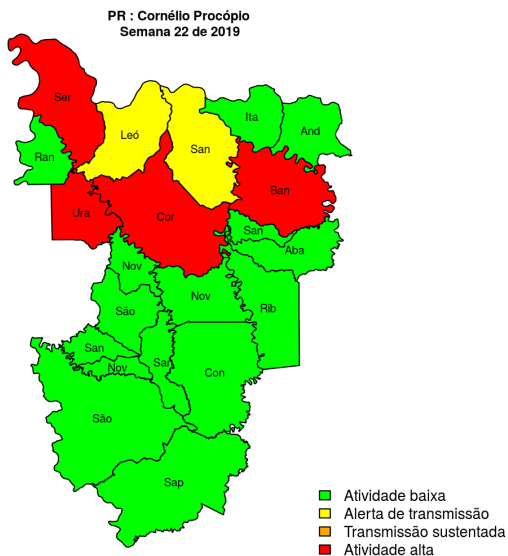 PR : Cornélio Procópio
Semana 22 de 2019
Ser
Leó
Ita
And
San
Ran
Ban
Ura
Cor
San
Aba
Nov
Nov
Rib
São
San
San
Nov
Con
São
Sap
Atividade baixa
Alerta de transmissão
Transmissão sustentada
Atividade alta